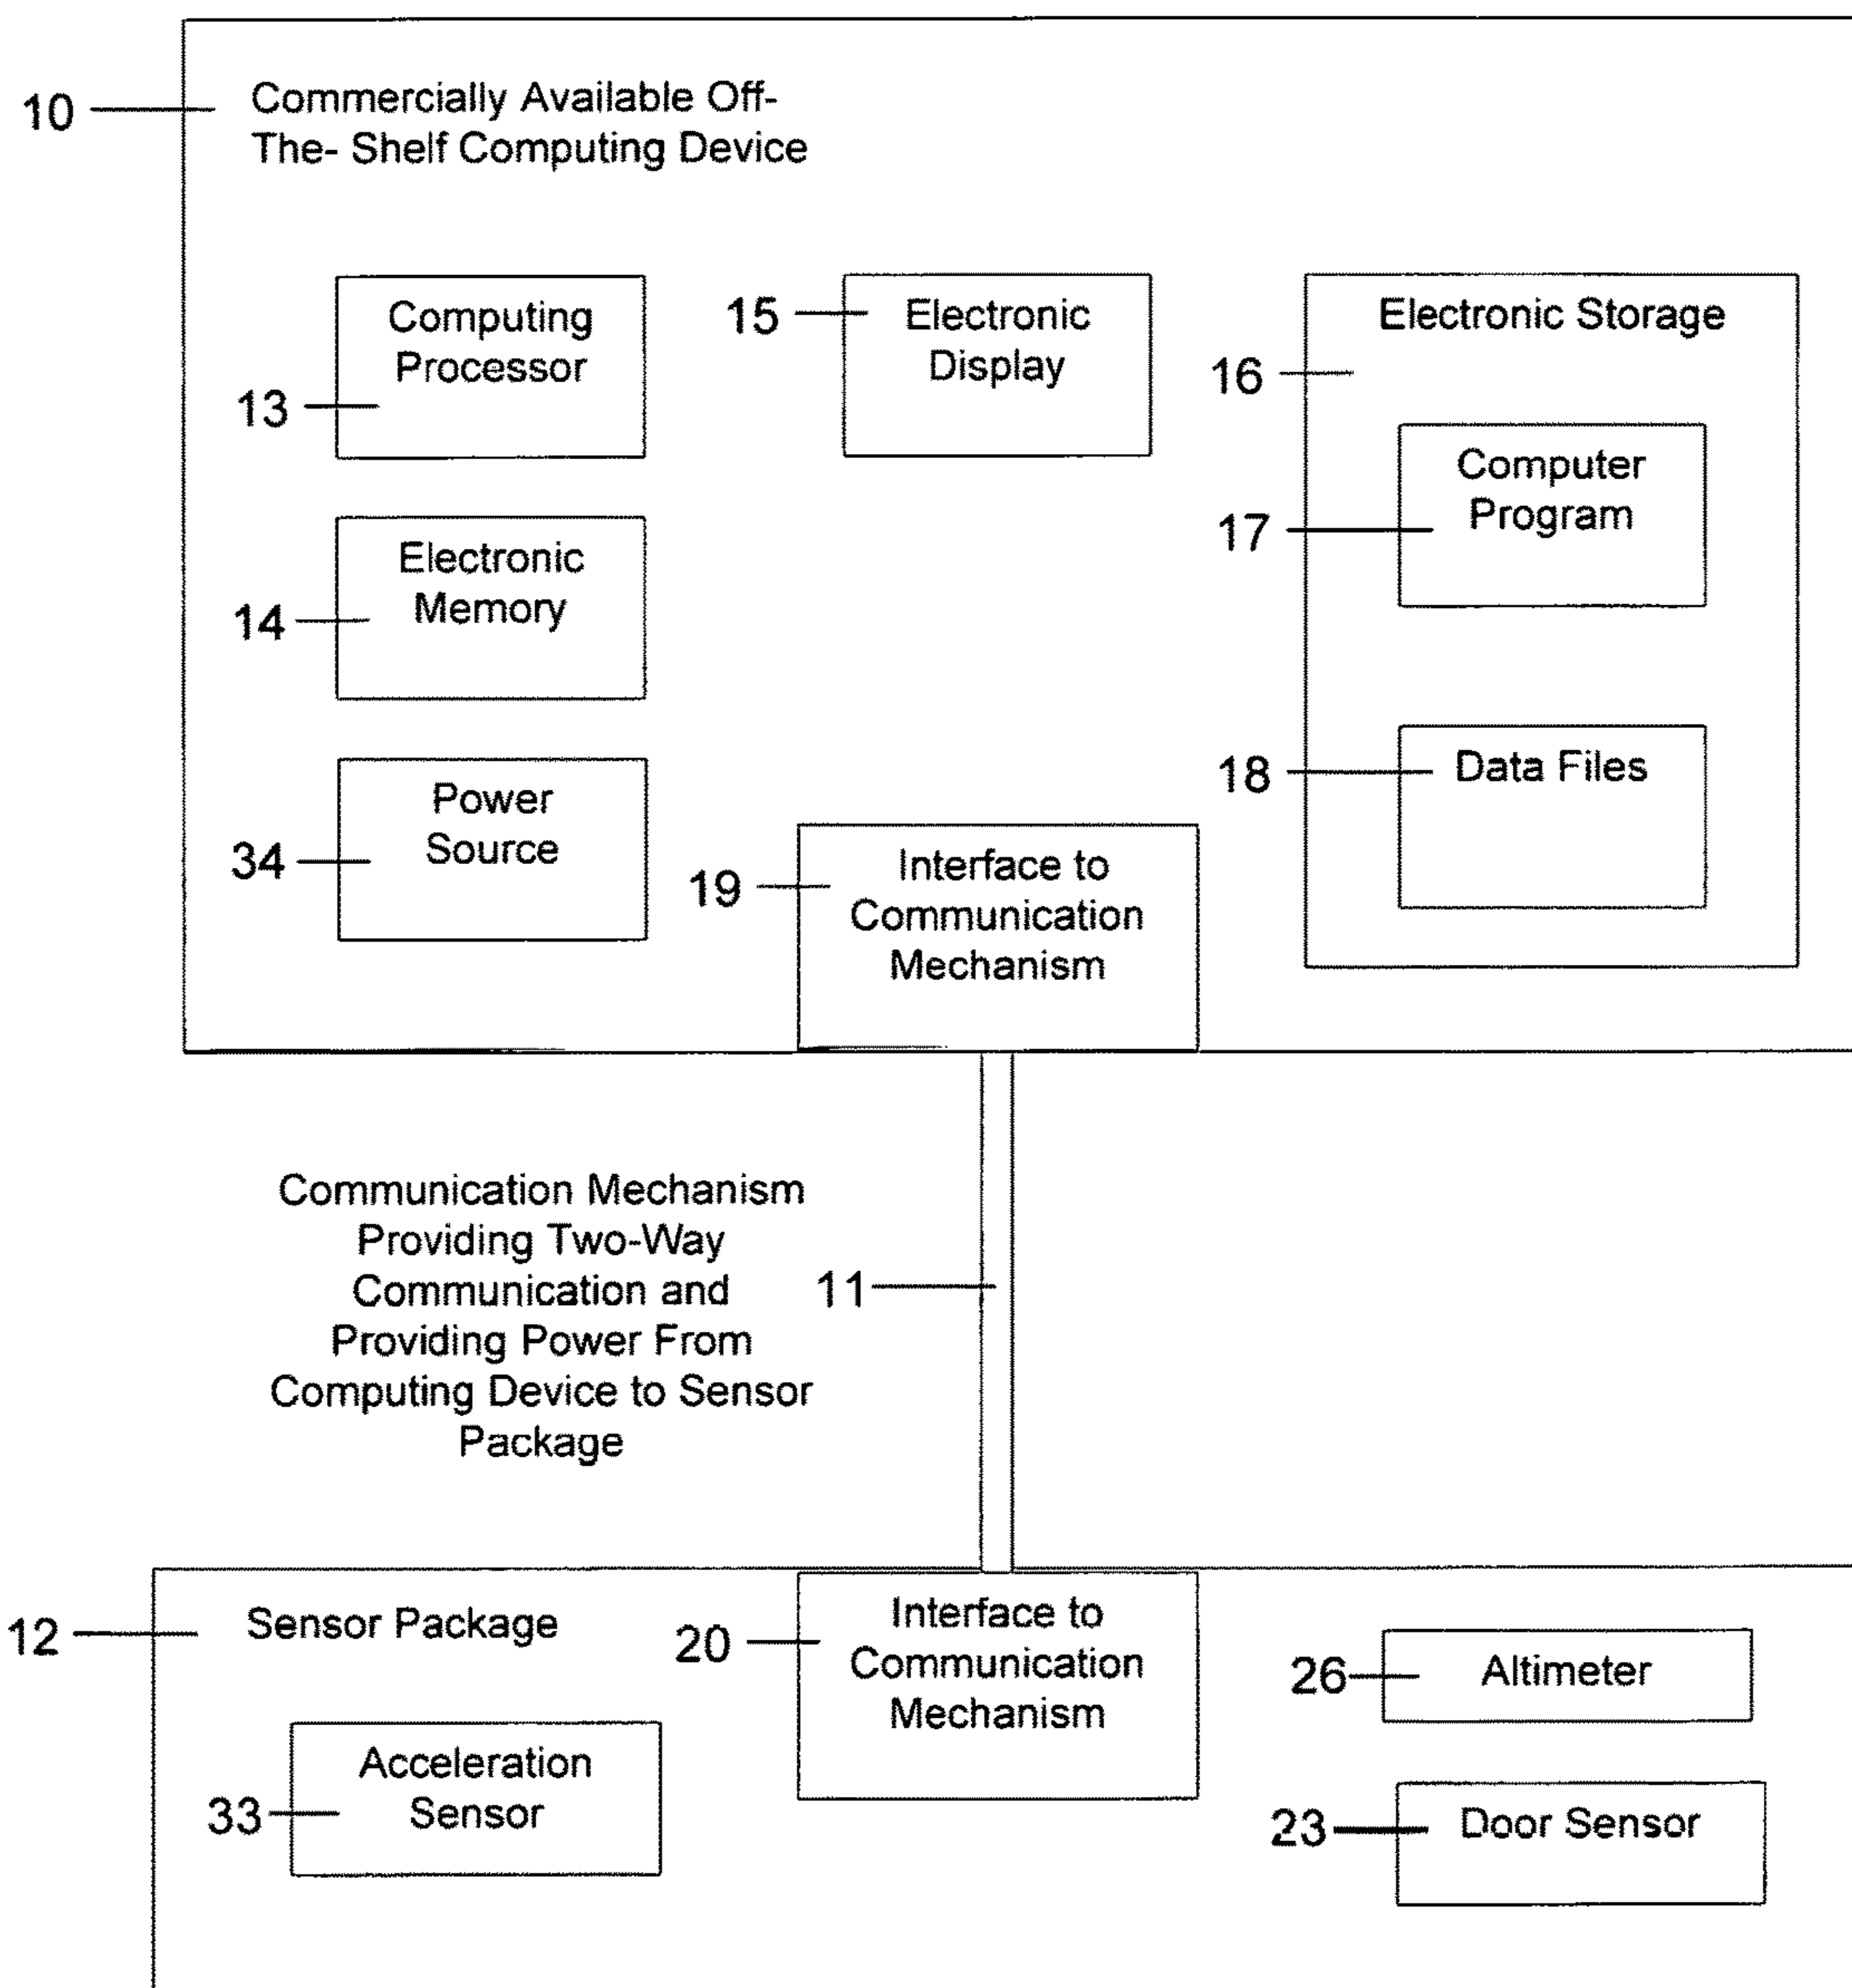 10
Commercially Available Off-
The- Shelf Computing Device
Computing
Processor
13
15
Electronic
Display
Electronic Storage
16
Computer
Program
17
Electronic
Memory
14
Data Files
18
Power
Source
34
19
Interface to
Communication
Mechanism
Communication Mechanism
Providing Two-Way
Communication and
Providing Power From
Computing Device to Sensor
Package
11
12
Sensor Package
20
Interface to
Communication
Mechanism
26
Altimeter
Acceleration
Sensor
33
23
Door Sensor